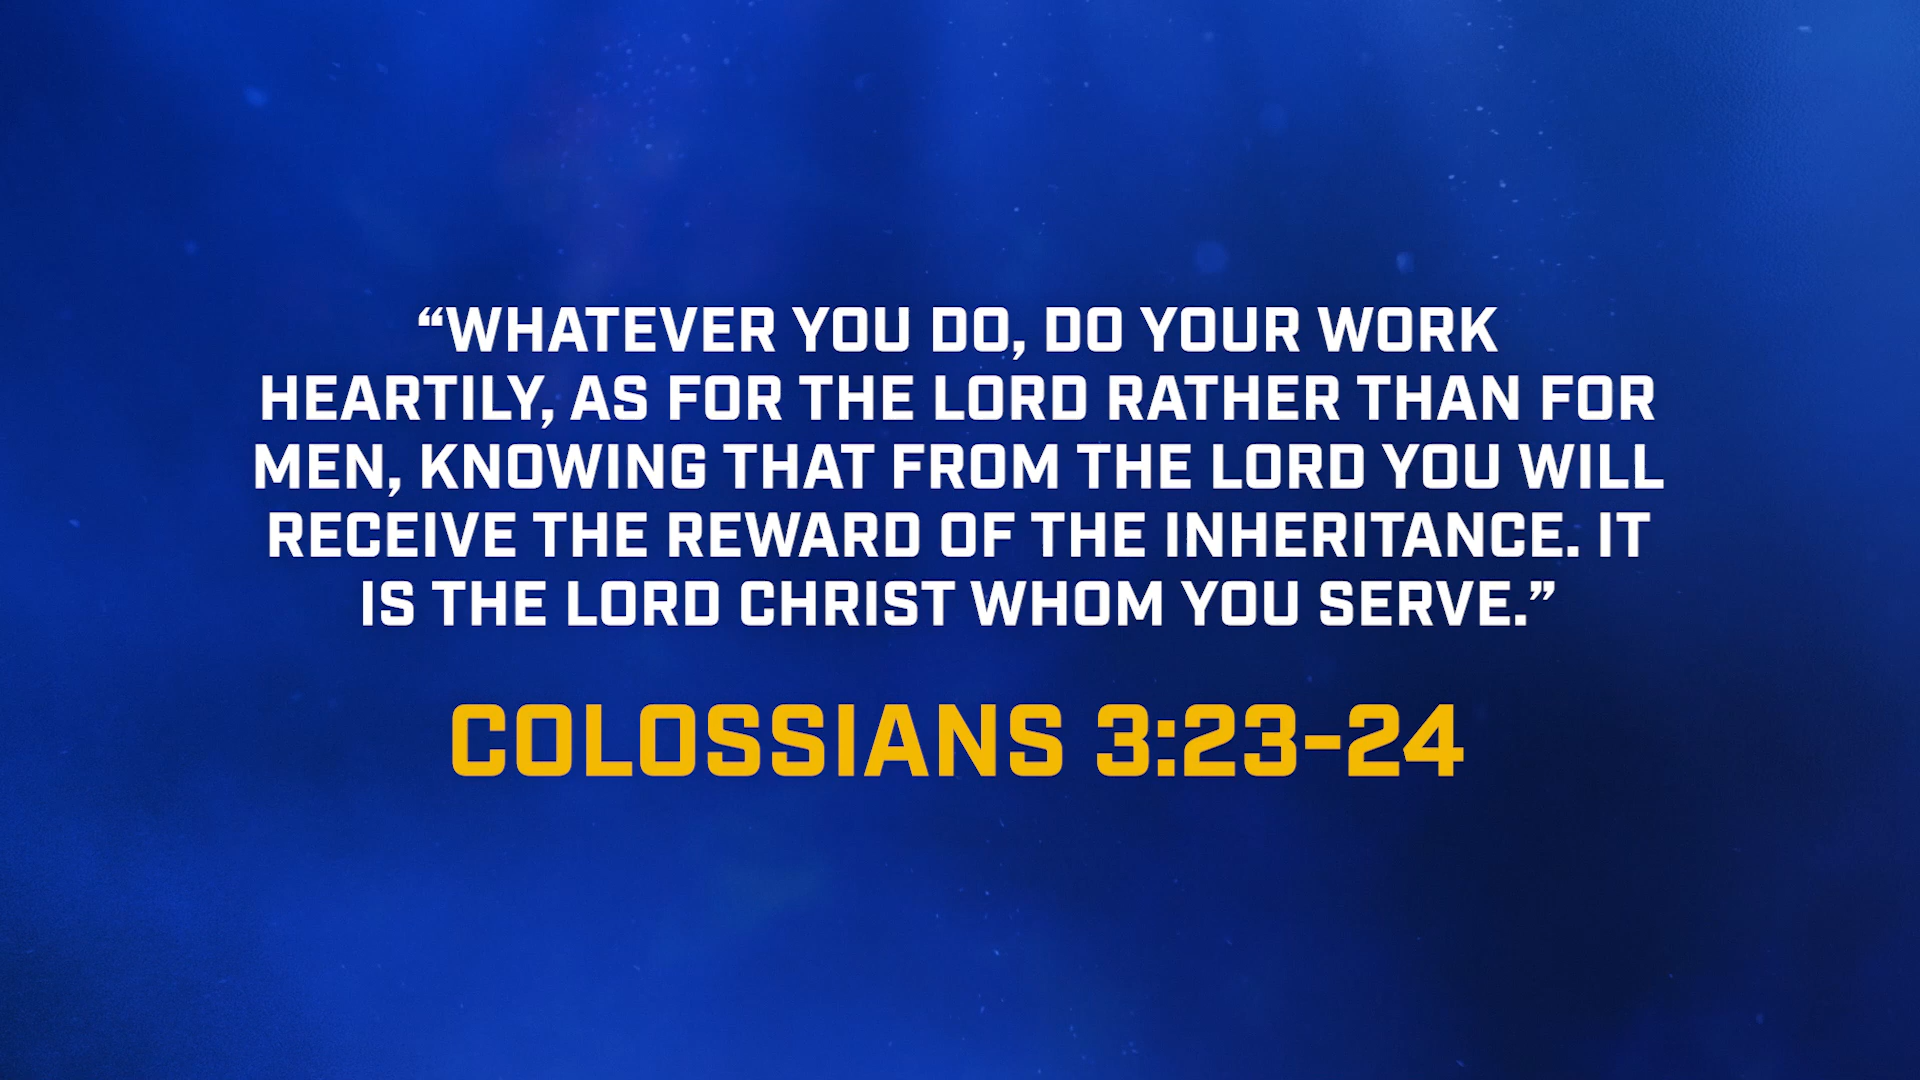 “WHATEVER YOU DO, DO YOUR WORK
HEARTILY, AS FOR THE LORD RATHER THAN FOR
MEN, KNOWING THAT FROM THE LORD YOU WILL
RECEIVE THE REWARD OF THE INHERITANCE. IT
IS THE LORD CHRIST WHOM YOU SERVE.”
COLOSSIANS 3:23-24